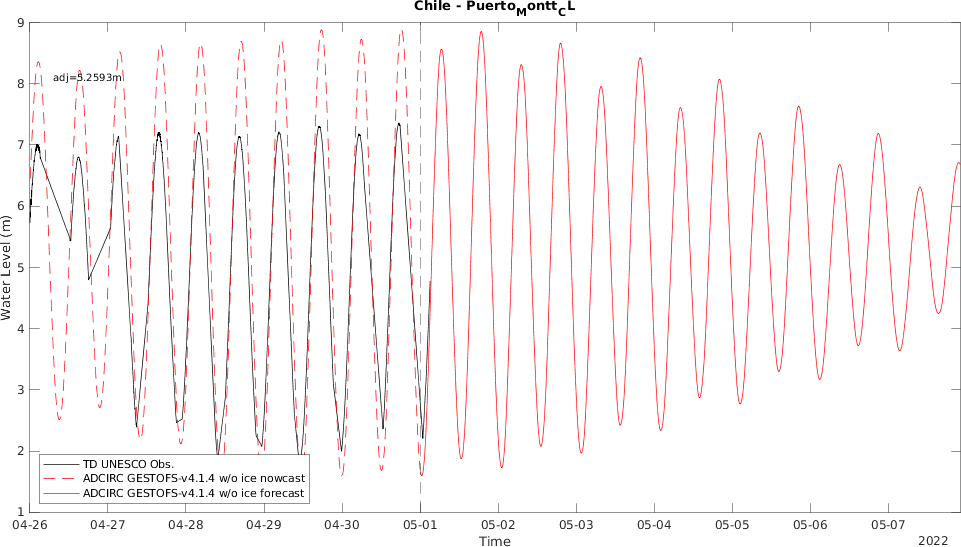 Chile - Puerto_Montt_CL
9
adj=5.2593m
8
7
6
5
4
3
2
1
Water Level (m)
TD UNESCO Obs.
ADCIRC GESTOFS-v4.1.4 w/o ice nowcast
ADCIRC GESTOFS-v4.1.4 w/o ice forecast
04-26 04-27 04-28 04-29 04-30 05-01 05-02 05-03 05-04 05-05 05-06 05-07
Time
2022